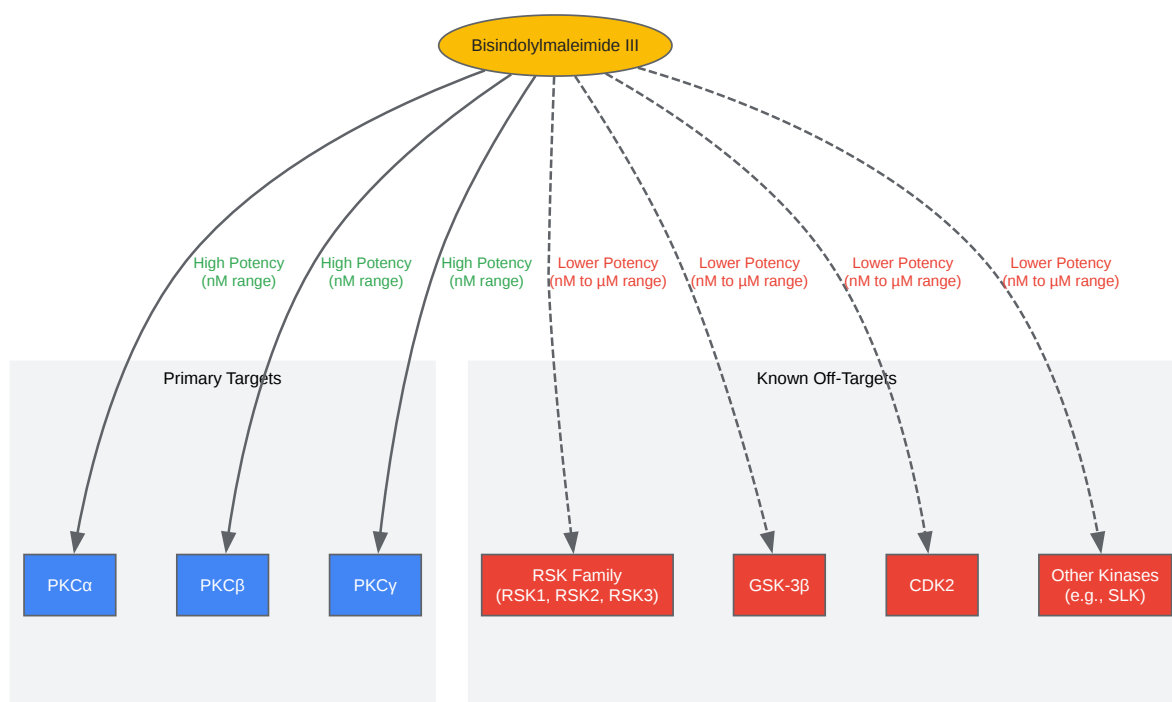 Bisindolylmaleimide III
High Potency
(nM range)
High Potency
(nM range)
High Potency
(nM range)
Lower Potency
(nM to µM range)
Lower Potency
(nM to µM range)
Lower Potency
(nM to µM range)
Lower Potency
(nM to µM range)
Primary Targets
Known Off-Targets
PKCα
PKCβ
PKCγ
RSK Family
(RSK1, RSK2, RSK3)
GSK-3β
CDK2
Other Kinases
(e.g., SLK)